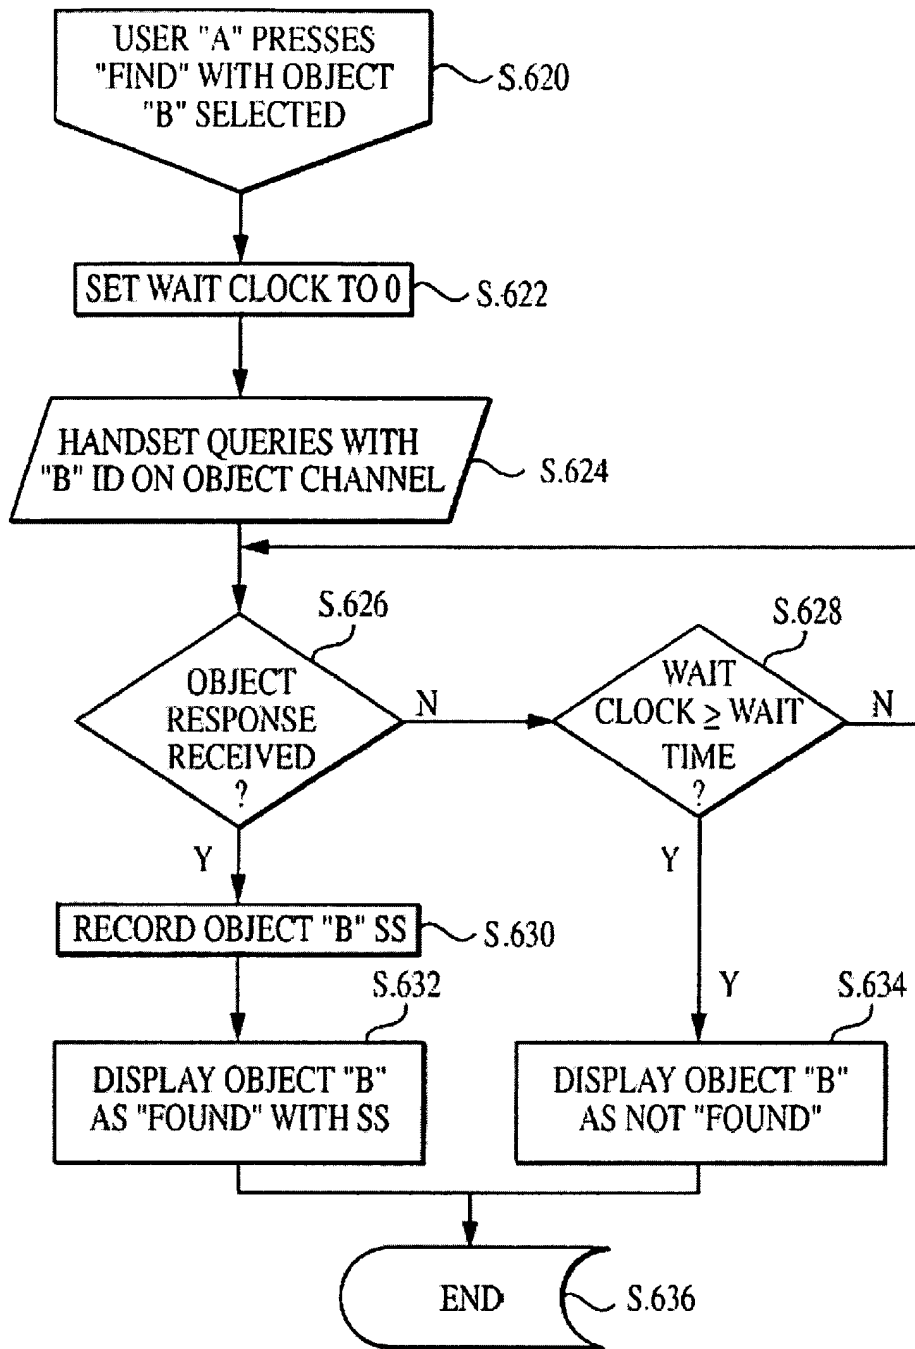 USER "A" PRESSES
"FIND" WITH OBJECT
"B" SELECTED
S.620
SET WAIT CLOCK TO 0
S.622
HANDSET QUERIES WITH
"B" ID ON OBJECT CHANNEL
S.624
S.626
OBJECT
RESPONSE
RECEIVED
?
N
Y
S.628
WAIT
CLOCK ≥ WAIT
TIME
?
N
Y
Y
RECORD OBJECT "B" SS
S.630
S.632
DISPLAY OBJECT "B"
AS "FOUND" WITH SS
S.634
DISPLAY OBJECT "B"
AS NOT "FOUND"
END
S.636